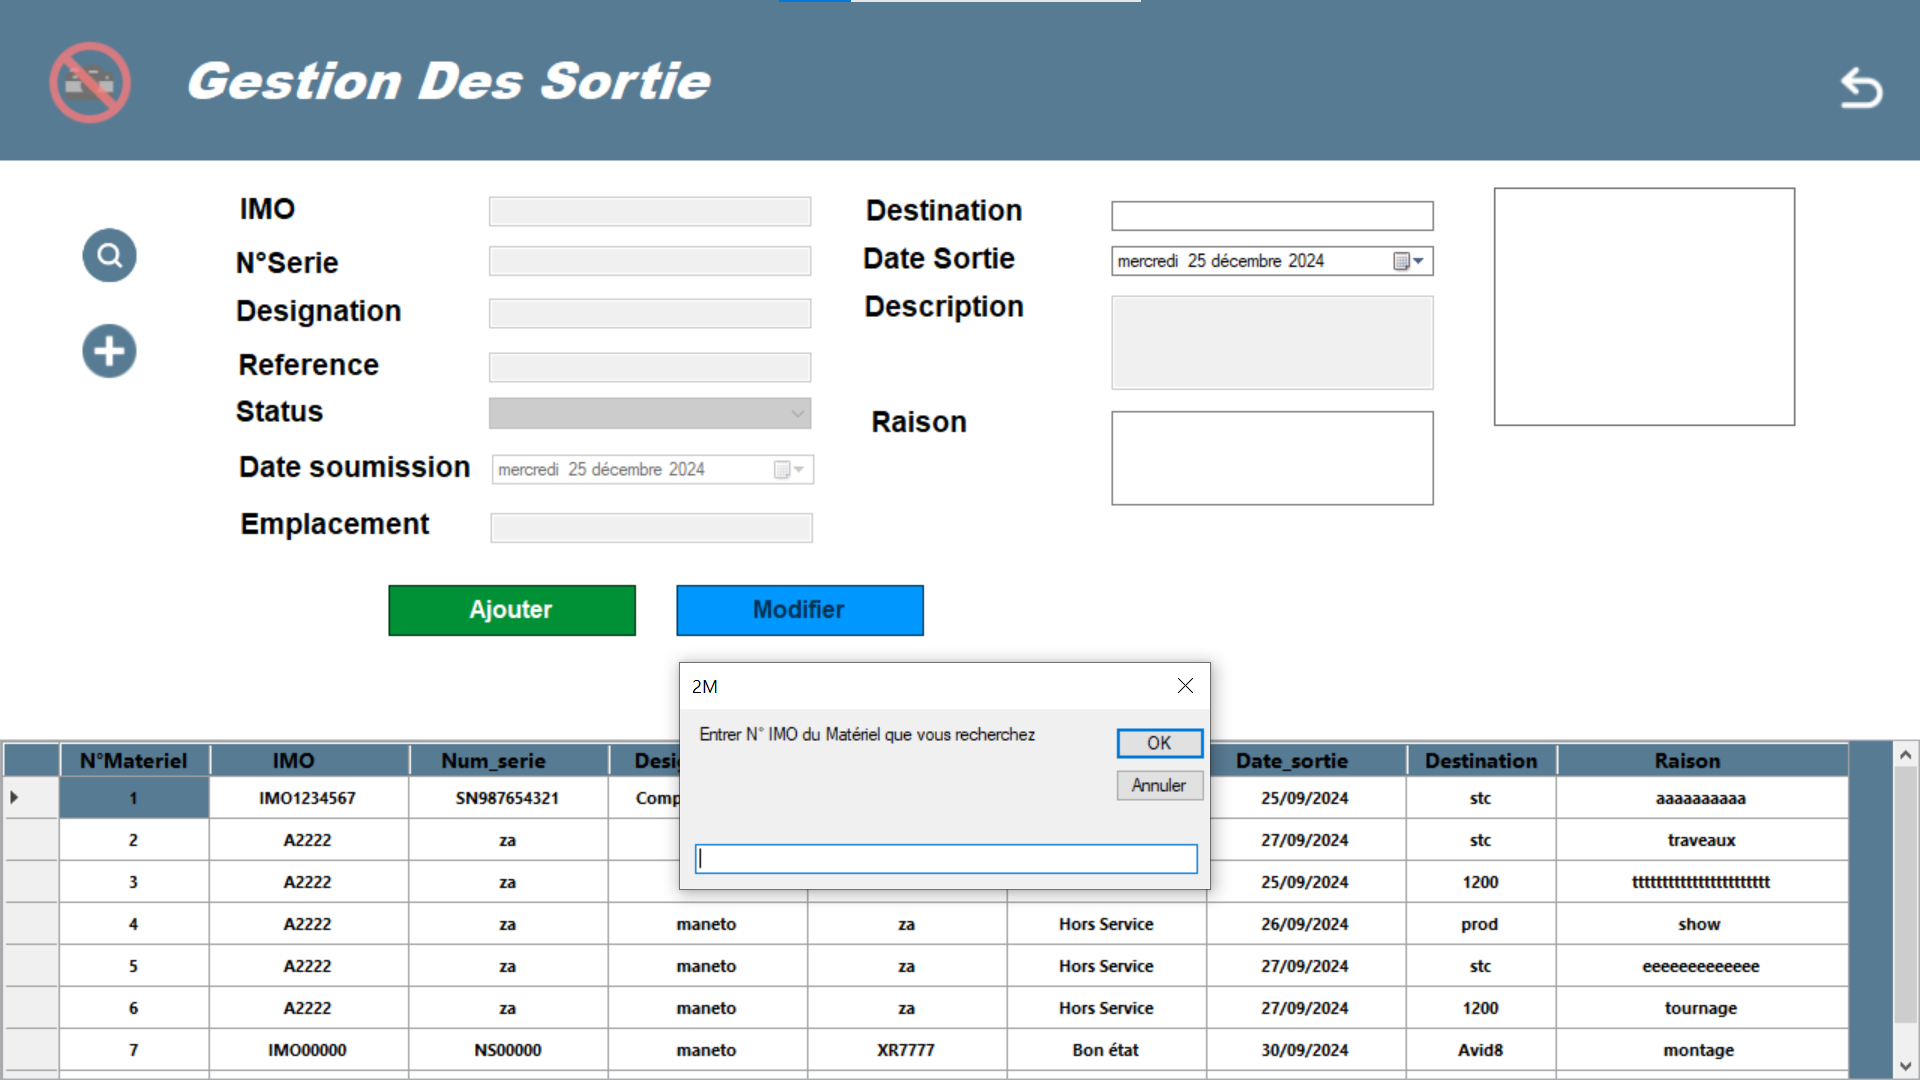 Gestion Des Sortie
IMO
N°Serie
Designation
Reference
Status
Date soumission mercredi 25 décembre 2024
Emplacement
Destination
Date Sortie mercredi 25 décembre 2024
Description
Raison
Ajouter Modifier
2M
Entrer N° IMO du Matériel que vous recherchez
OK
Annuler
N°Materiel IMO Num_serie Desi Date_sortie Destination Raison
1 IMO1234567 SN987654321 Comp 25/09/2024 stc aaaaaaaaaa
2 A2222 za 27/09/2024 stc traveaux
3 A2222 za 25/09/2024 1200 ttttttttttttttttttttttt
4 A2222 za maneto za Hors Service 26/09/2024 prod show
5 A2222 za maneto za Hors Service 27/09/2024 stc eeeeeeeeeeeee
6 A2222 za maneto za Hors Service 27/09/2024 1200 tournage
7 IMO00000 NS00000 maneto XR7777 Bon état 30/09/2024 Avid8 montage